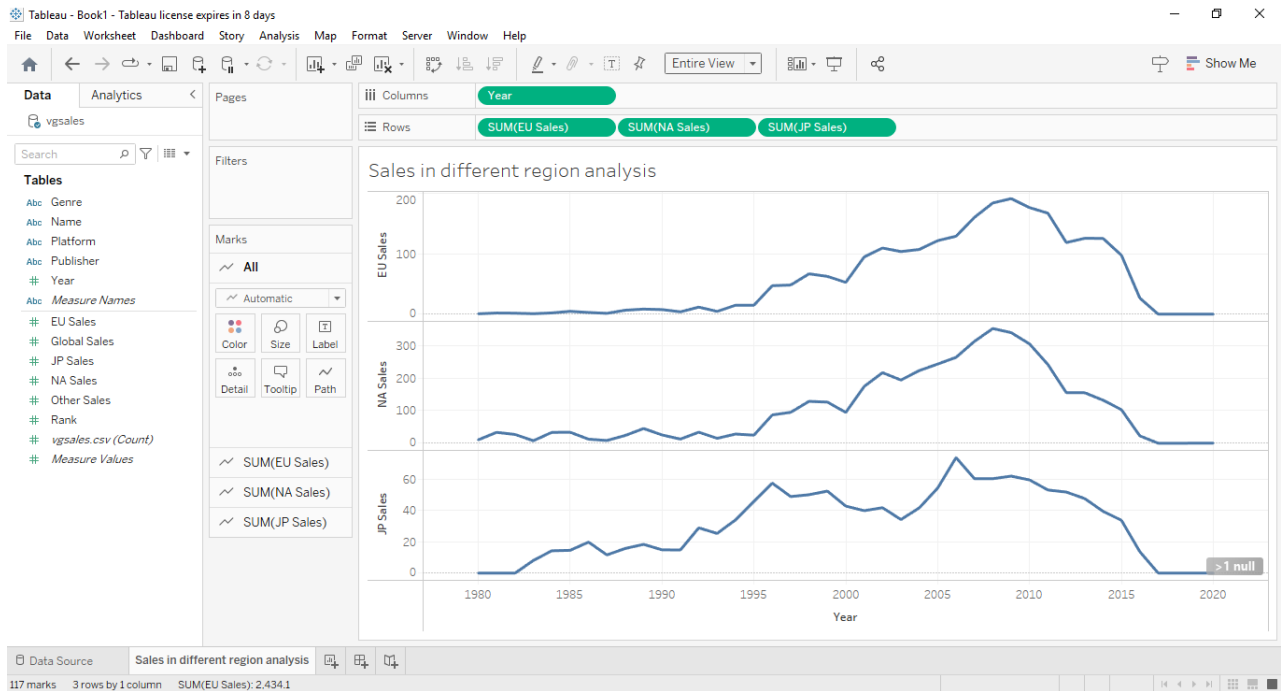 Tableau - Book1 - Tableau license expires in 8 days
File Data Worksheet Dashboard Story Analysis Map Format Server Window Help
Entire View
Show Me
Data Analytics
vgsales
Search
Tables
Abc Genre
Abc Name
Abc Platform
Abc Publisher
# Year
Abc Measure Names
# EU Sales
# Global Sales
# JP Sales
# NA Sales
# Other Sales
# Rank
# vgsales.csv (Count)
# Measure Values
Pages
Filters
Marks
All
Automatic
Color Size Label
Detail Tooltip Path
SUM(EU Sales)
SUM(NA Sales)
SUM(JP Sales)
Columns Year
Rows SUM(EU Sales) SUM(NA Sales) SUM(JP Sales)
Sales in different region analysis
EU Sales
200
100
0
NA Sales
300
200
100
0
JP Sales
60
40
20
0
>1 null
1980 1985 1990 1995 2000 2005 2010 2015 2020
Year
Data Source Sales in different region analysis
117 marks 3 rows by 1 column SUM(EU Sales): 2,434.1